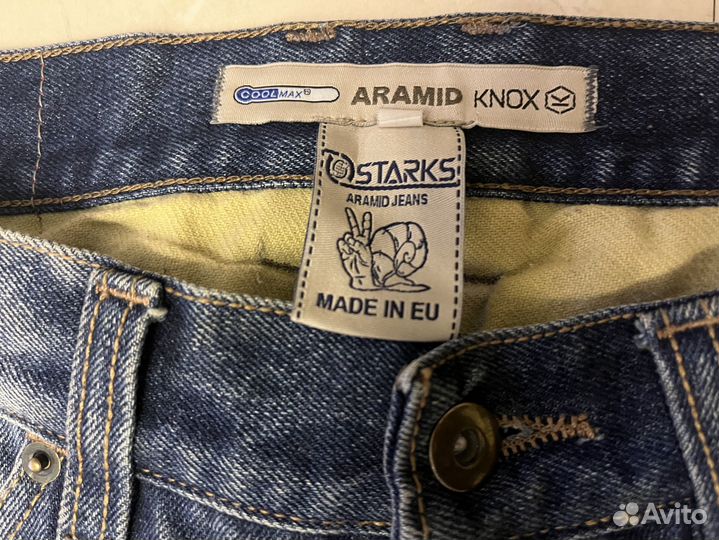 COOLMAX® ARAMID KNOX
STARKS
ARAMID JEANS
MADE IN EU
Avito